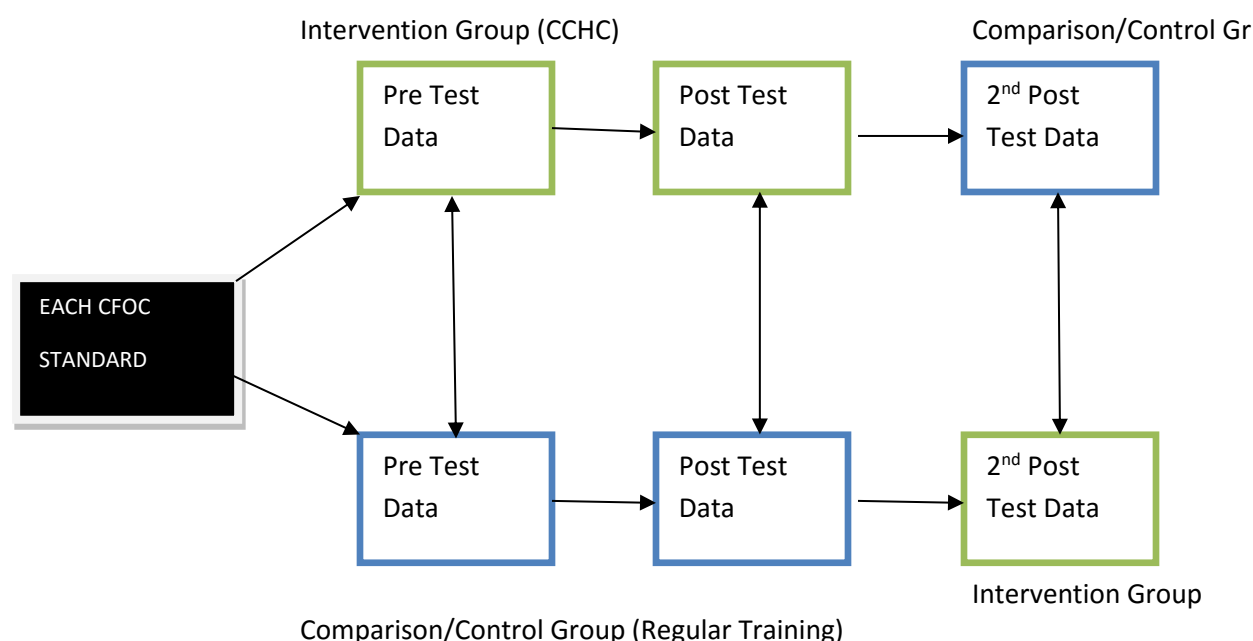 Intervention Group (CCHC)
Comparison/Control Gr
Pre Test
Data
Post Test
Data
2nd Post
Test Data
EACH CFOC
STANDARD
Pre Test
Data
Post Test
Data
2nd Post
Test Data
Intervention Group
Comparison/Control Group (Regular Training)